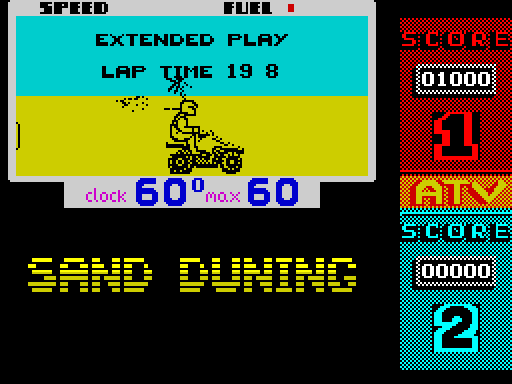 SPEED FUEL
EXTENDED PLAY
LAP TIME 19 8
clock 60° max 60
SAND DUNING
SCORE
01000
1
ATV
SCORE
00000
2